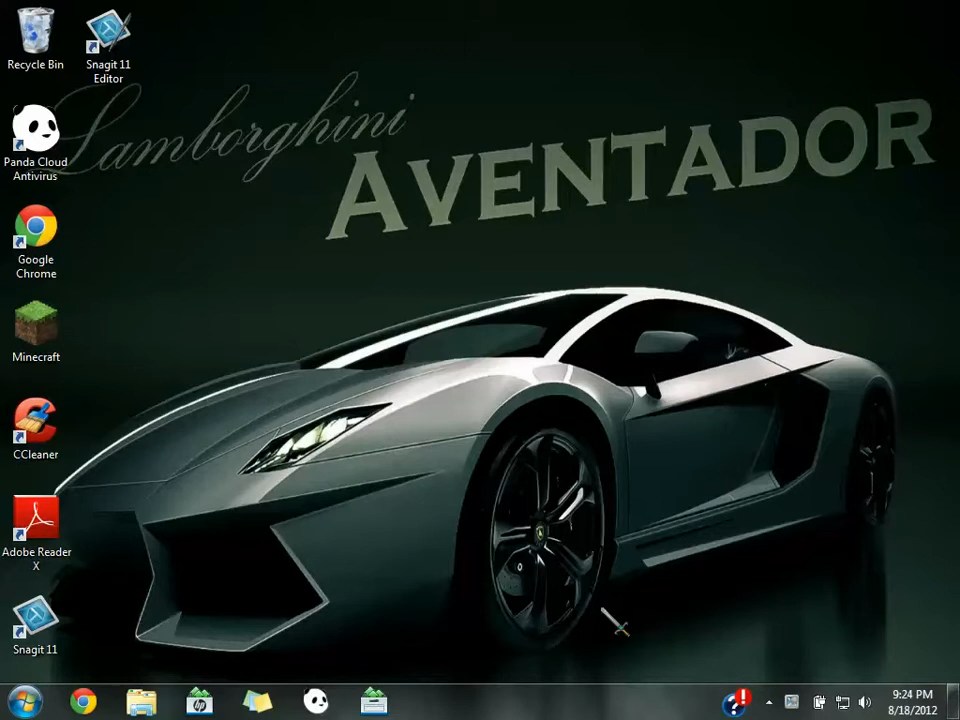 Lamborghini
AVENTADOR
Recycle Bin
Snagit 11
Editor
Panda Cloud
Antivirus
Google
Chrome
Minecraft
CCleaner
Adobe Reader
X
Snagit 11
hp
9:24 PM
8/18/2012